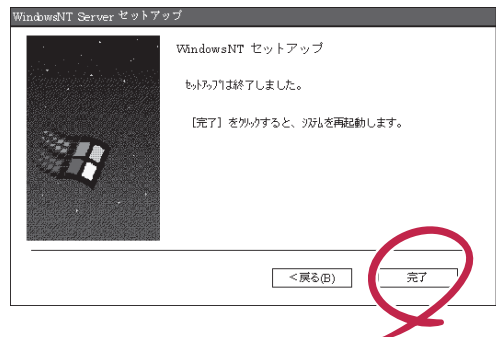 WindowsNT Server セットアップ
WindowsNT セットアップ
ｾｯﾄｱｯﾌﾟは終了しました。
［完了］をｸﾘｯｸすると、ｼｽﾃﾑを再起動します。
＜戻る(B)
完了